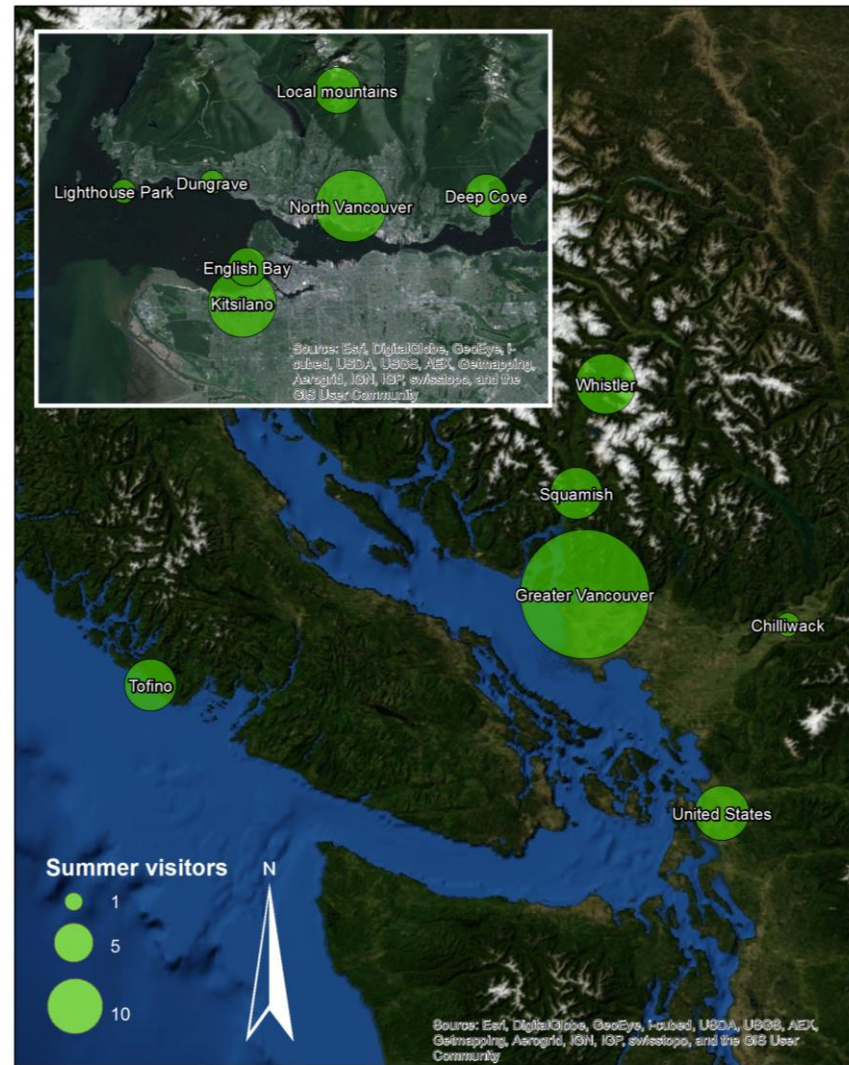 Local mountains
Lighthouse Park
Dungrave
North Vancouver
Deep Cove
English Bay
Kitsilano
Source: Esri, DigitalGlobe, GeoEye, i-
cubed, USDA, USGS, AEX, Getmapping,
Aerogrid, IGN, IGP, swisstopo, and the
GIS User Community
Whistler
Squamish
Greater Vancouver
Chilliwack
Tofino
United States
Summer visitors
1
5
10
N
Source: Esri, DigitalGlobe, GeoEye, i-cubed, USDA, USGS, AEX,
Getmapping, Aerogrid, IGN, IGP, swisstopo, and the GIS User
Community